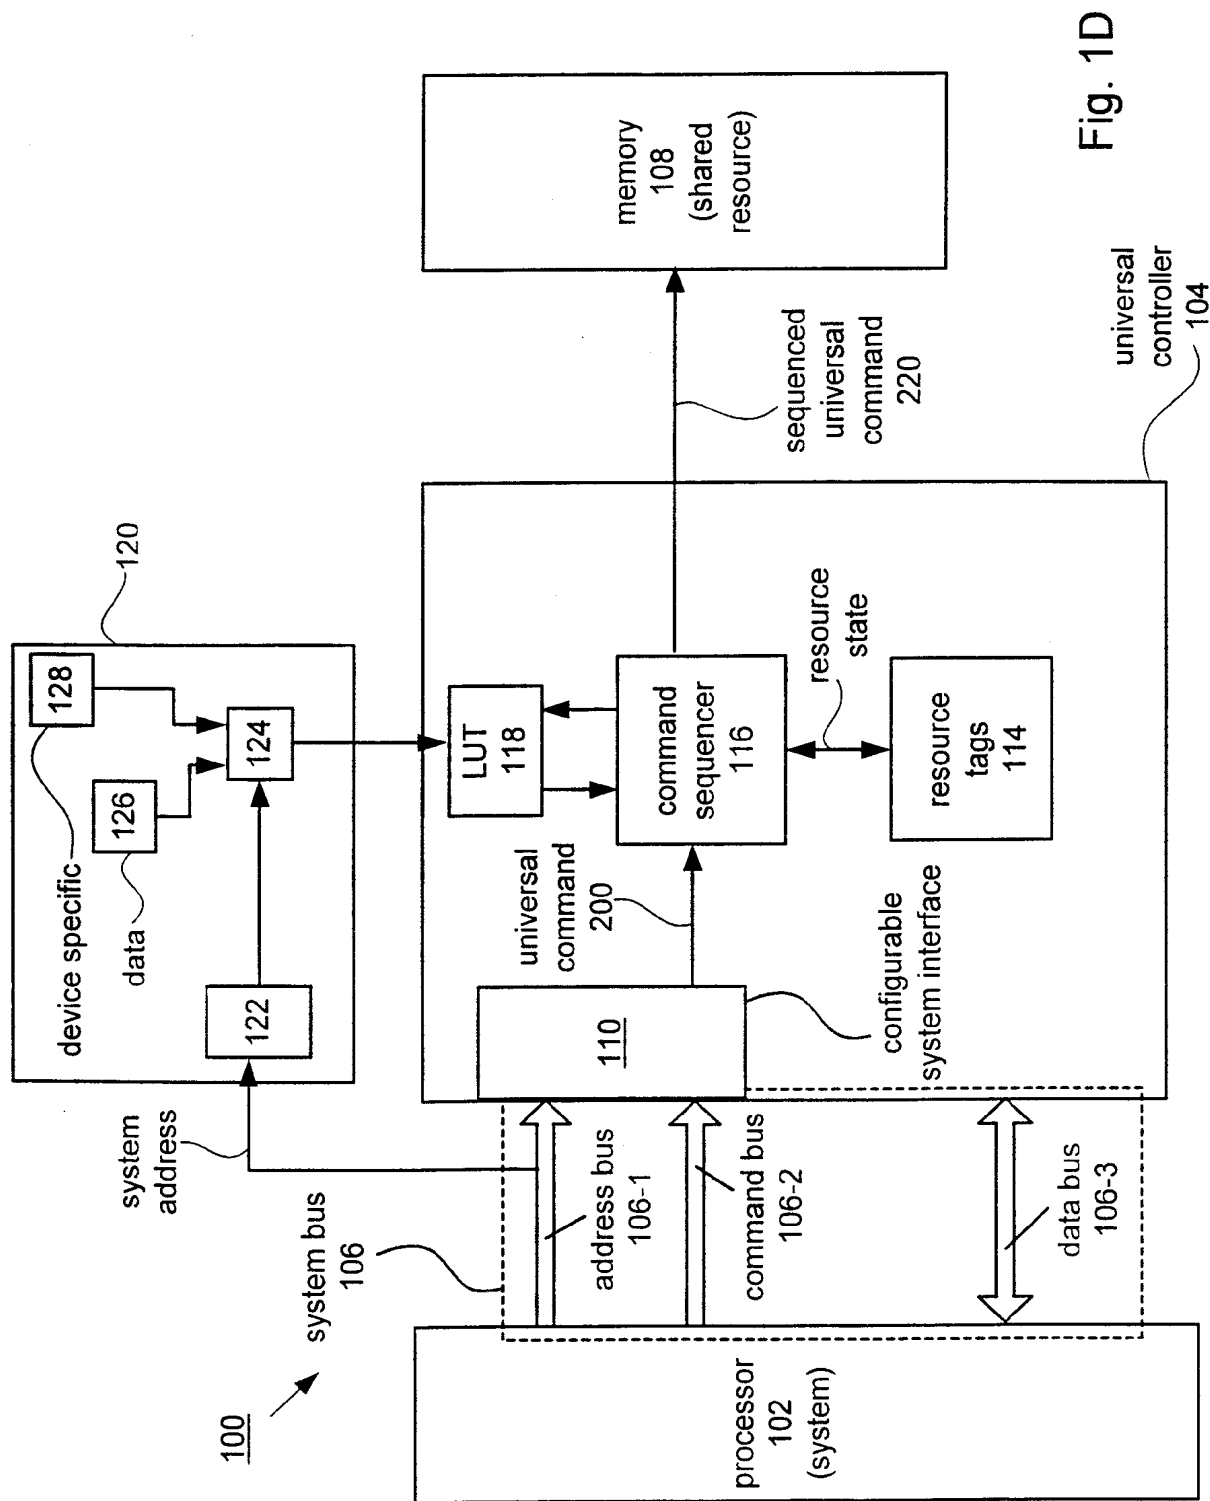 100
system bus
106
system
address
120
device specific
128
data
126
124
122
processor
102
(system)
address bus
106-1
command bus
106-2
data bus
106-3
110
configurable
system interface
universal
command
200
LUT
118
command
sequencer
116
resource
state
resource
tags
114
universal
controller
104
sequenced
universal
command
220
memory
108
(shared
resource)
Fig. 1D